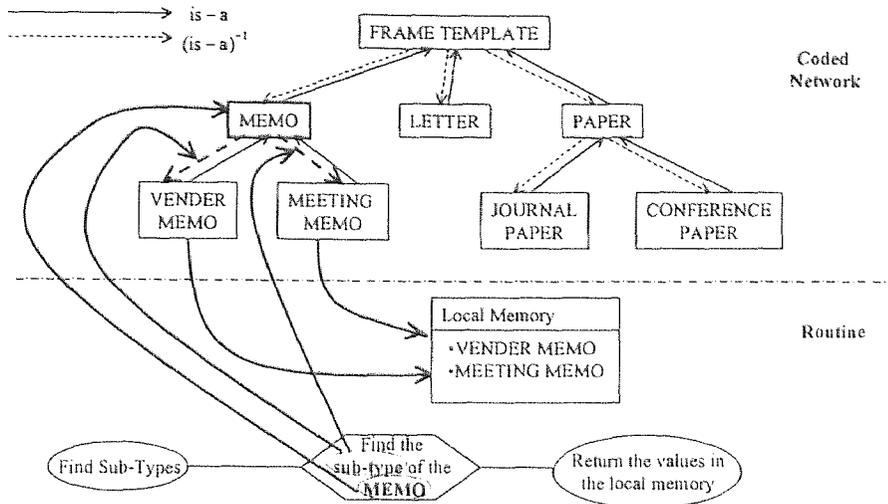 is – a
(is – a)⁻¹
FRAME TEMPLATE
Coded
Network
MEMO
LETTER
PAPER
VENDER
MEMO
MEETING
MEMO
JOURNAL
PAPER
CONFERENCE
PAPER
Local Memory
•VENDER MEMO
•MEETING MEMO
Routine
Find Sub-Types
Find the
sub-type of the
MEMO
Return the values in
the local memory